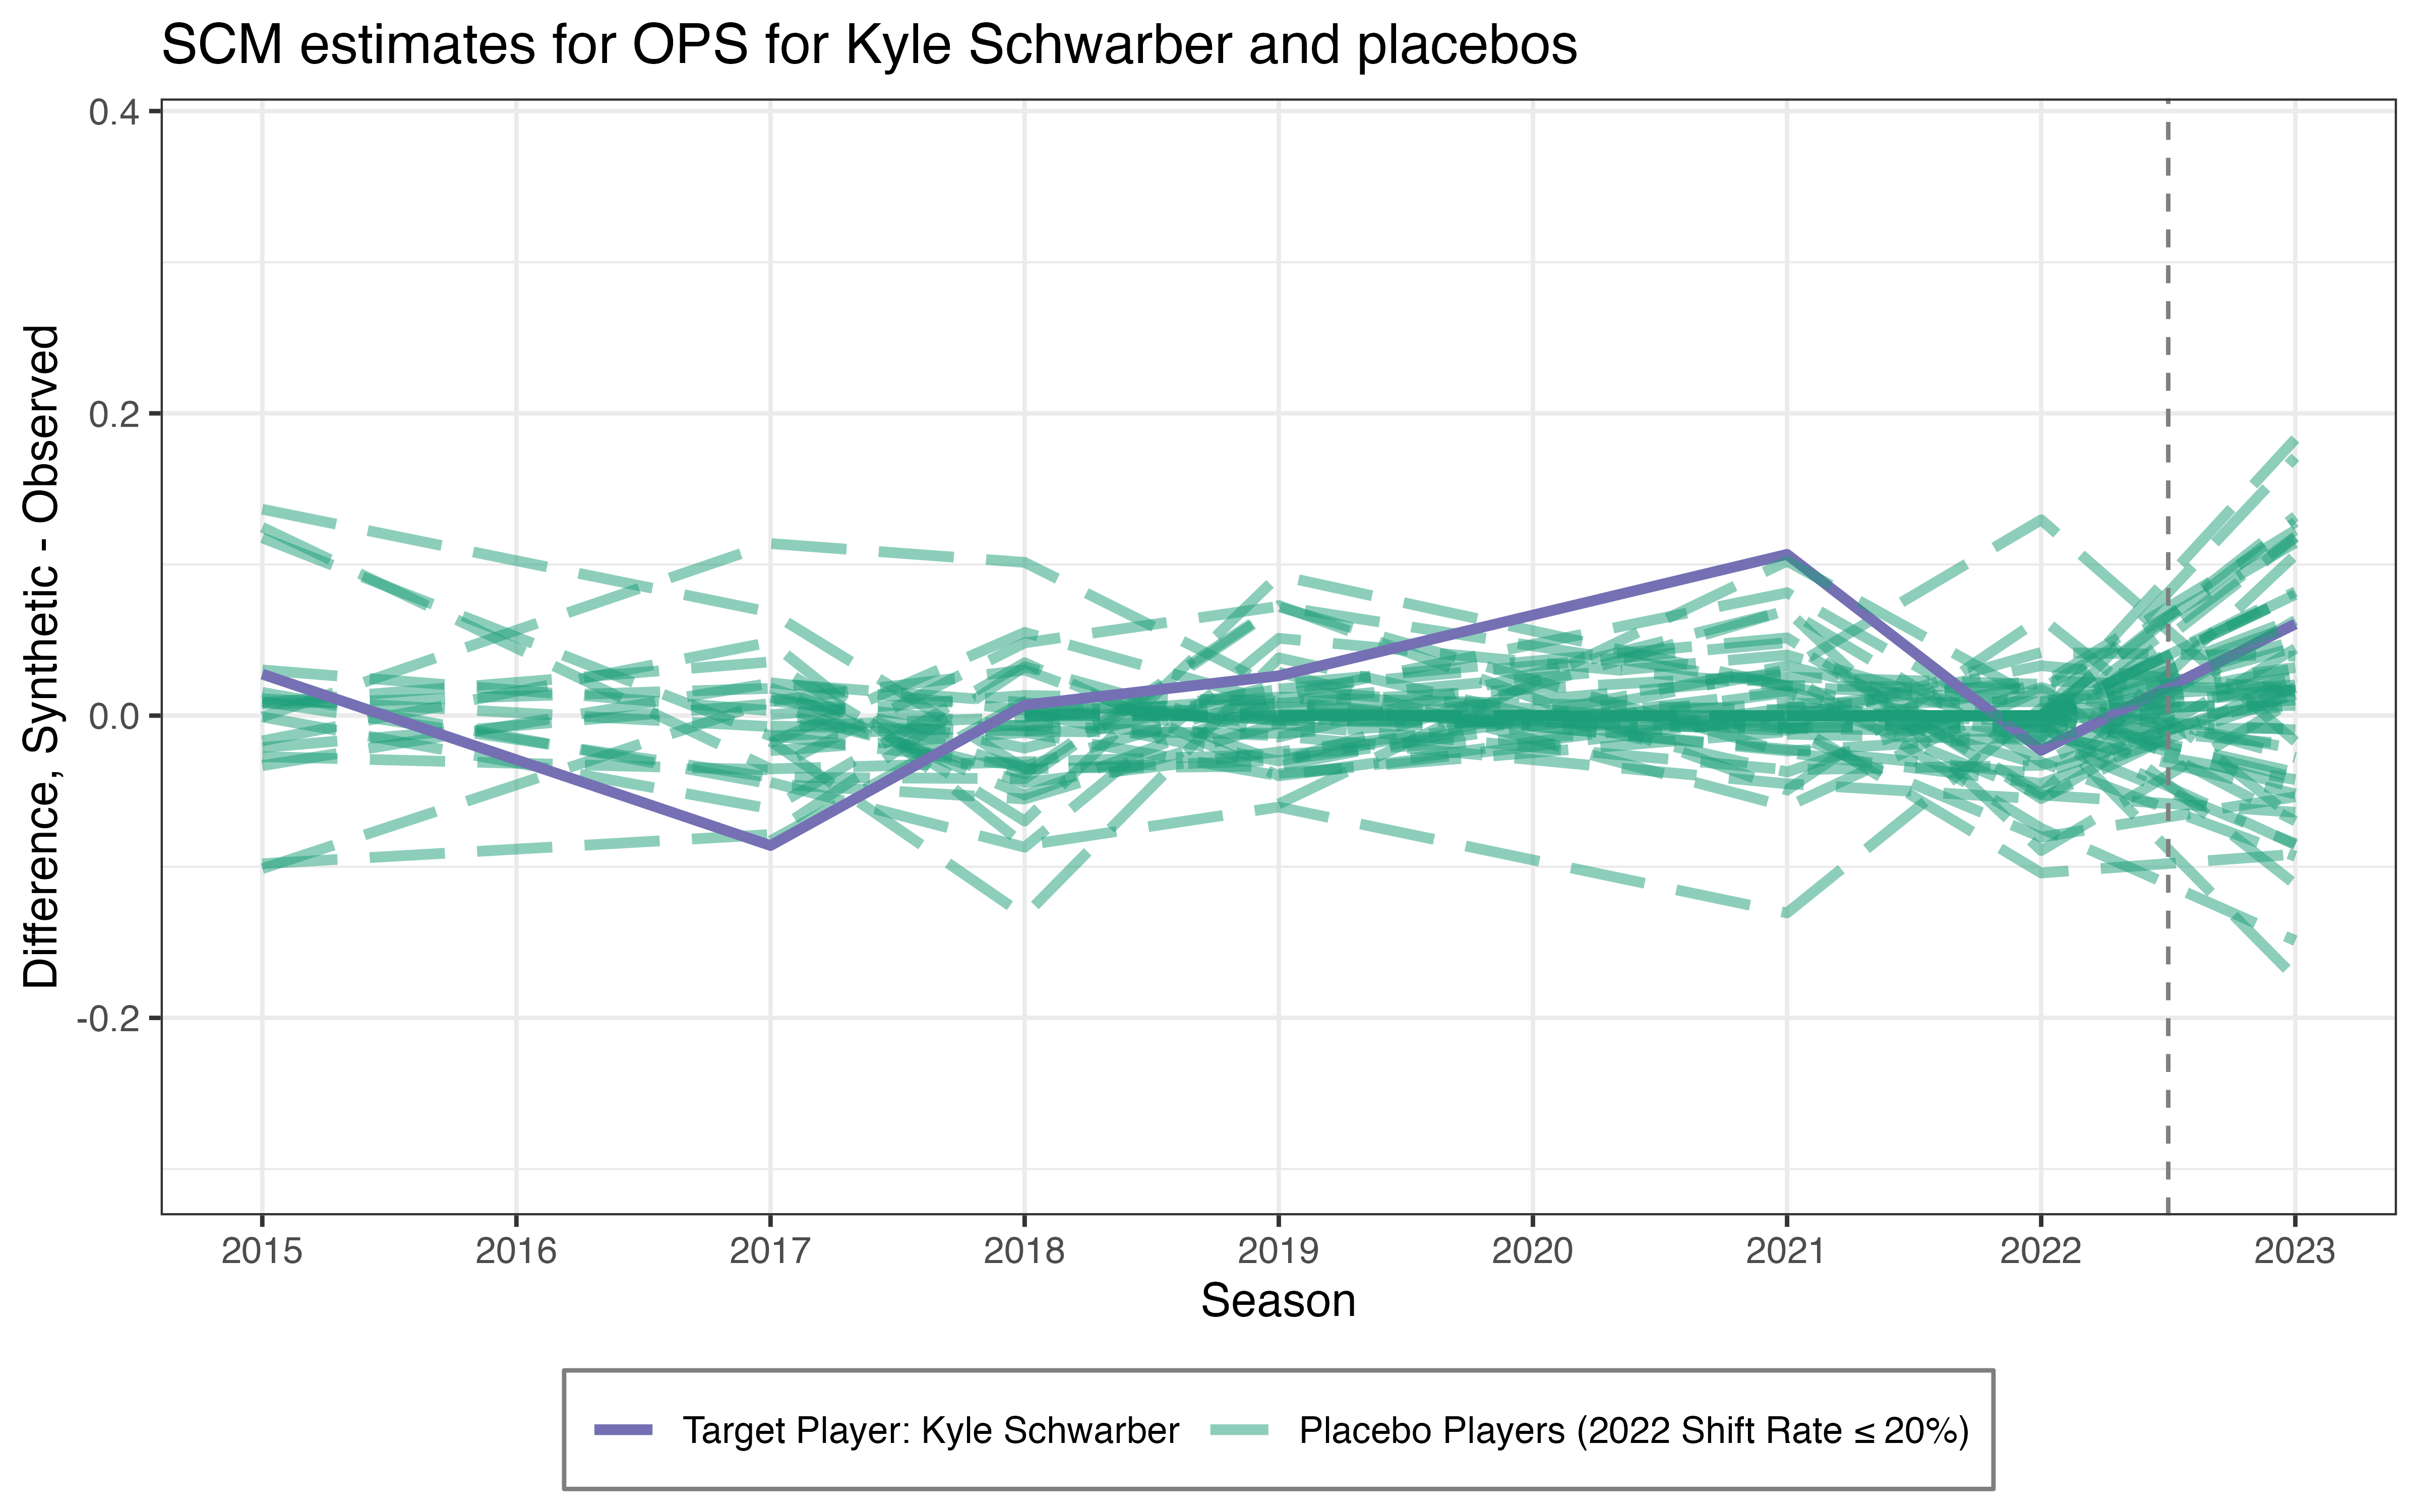 SCM estimates for OPS for Kyle Schwarber and placebos
Difference, Synthetic - Observed
0.4
0.2
0.0
-0.2
2015 2016 2017 2018 2019 2020 2021 2022 2023
Season
Target Player: Kyle Schwarber Placebo Players (2022 Shift Rate ≤ 20%)